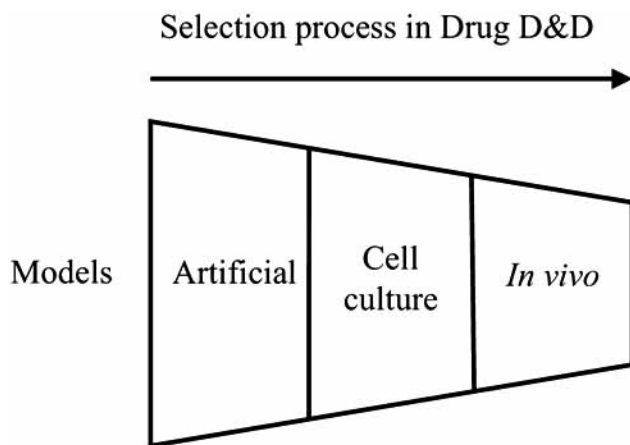 Selection process in Drug D&D
Models
Artificial
Cell
culture
In vivo